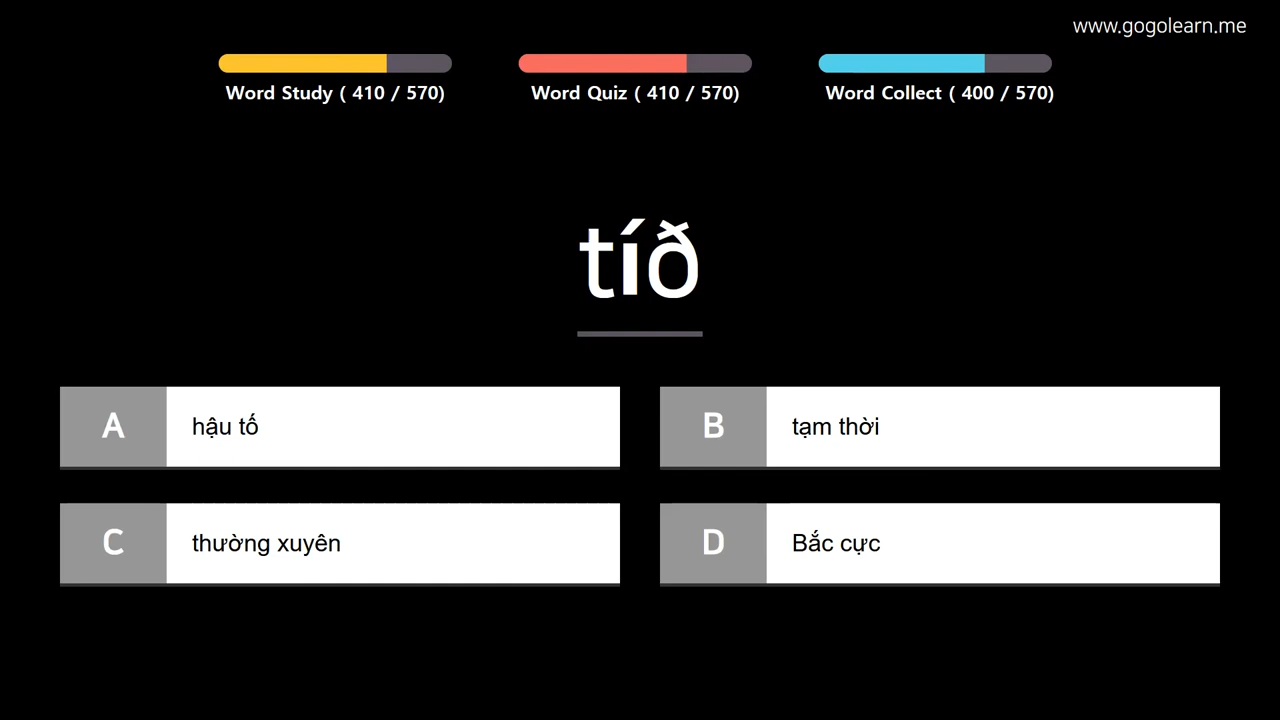 www.gogolearn.me
Word Study ( 410 / 570)
Word Quiz ( 410 / 570)
Word Collect ( 400 / 570)
tíð
A hậu tố
B tạm thời
C thường xuyên
D Bắc cực